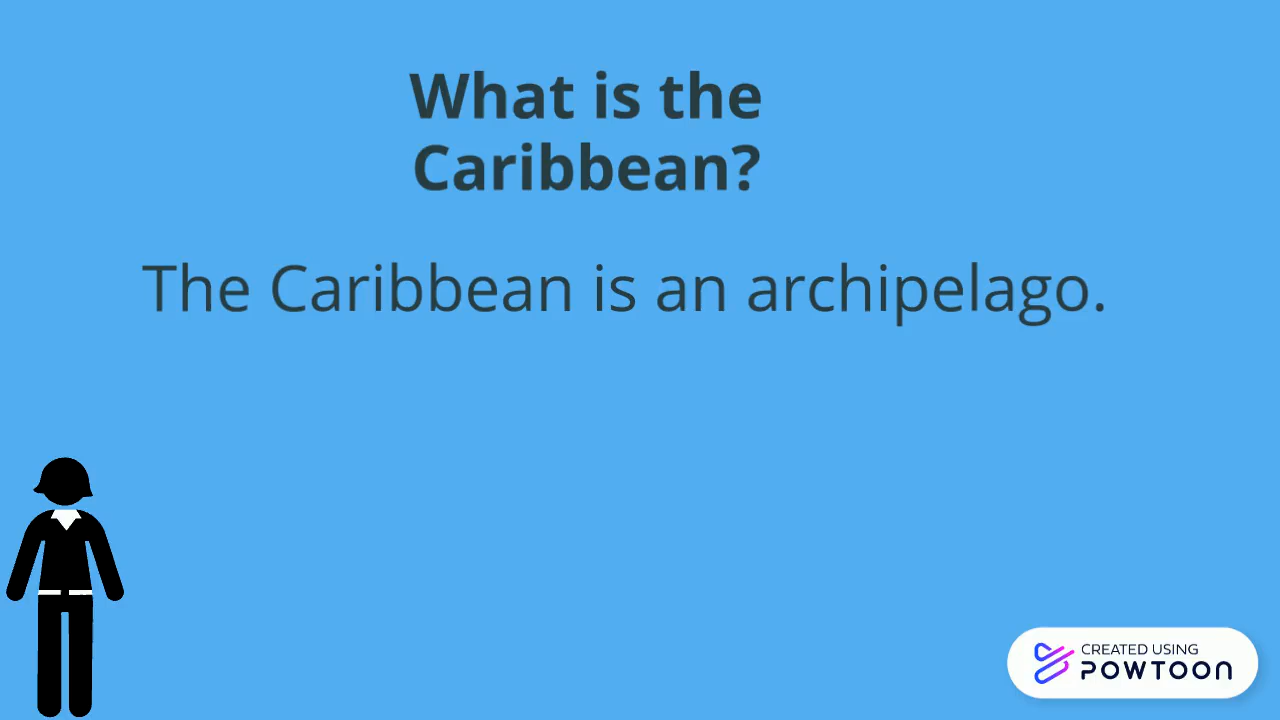 What is the
Caribbean?
The Caribbean is an archipelago.
CREATED USING
POWTOON